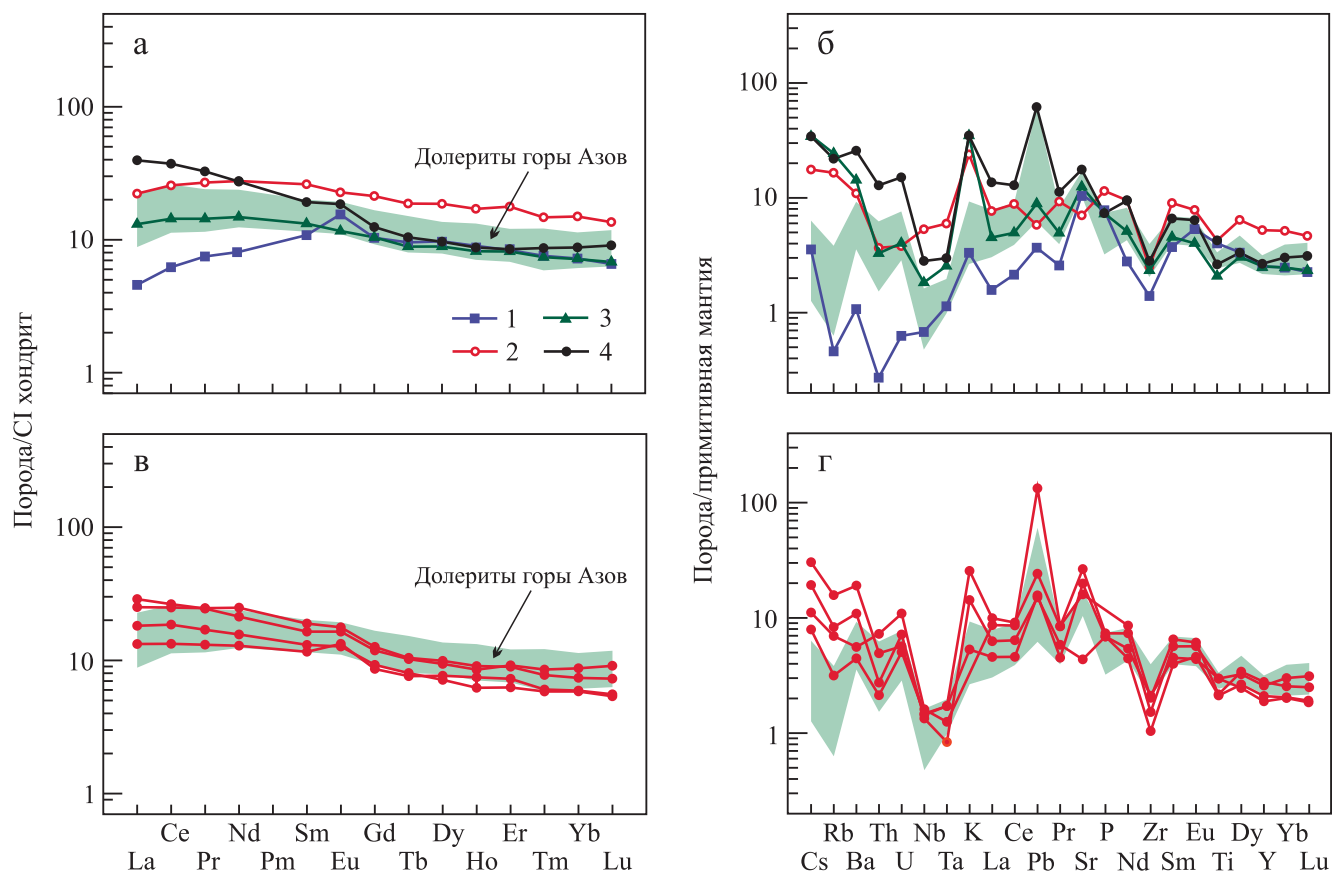 а
100
10
1
Долериты горы Азов
1
2
3
4
Порода/CI хондрит
б
100
10
1
Порода/примитивная мантия
в
100
10
1
Долериты горы Азов
Ce Nd Sm Gd Dy Er Yb
La Pr Pm Eu Tb Ho Tm Lu
г
100
10
1
Rb Th Nb K Ce Pr P Zr Eu Dy Yb
Cs Ba U Ta La Pb Sr Nd Sm Ti Y Lu